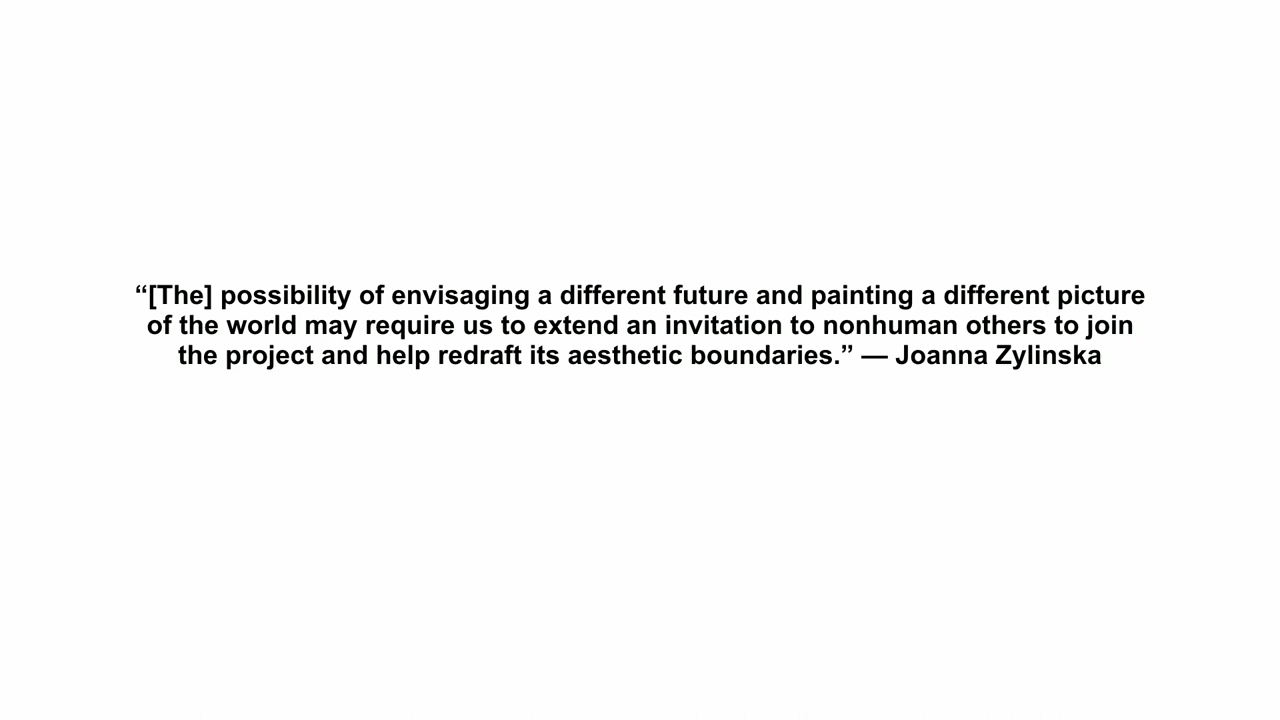 “[The] possibility of envisaging a different future and painting a different picture
of the world may require us to extend an invitation to nonhuman others to join
the project and help redraft its aesthetic boundaries.” — Joanna Zylinska